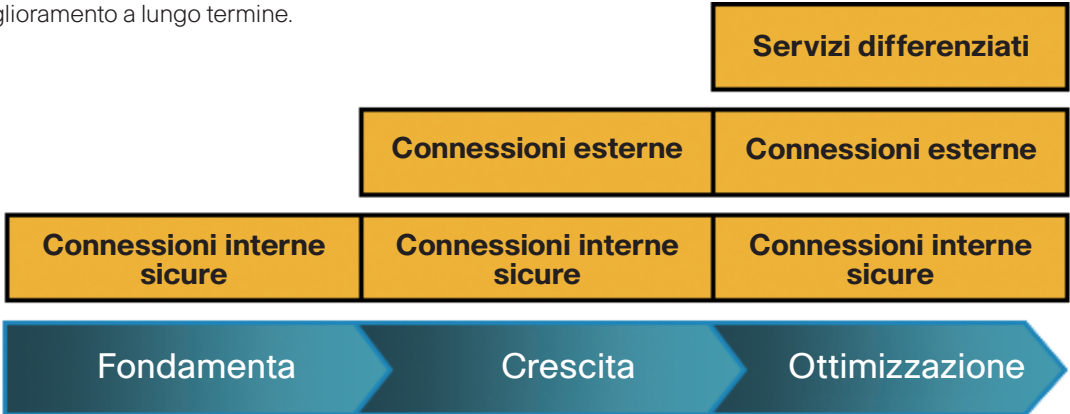 glioramento a lungo termine.
Servizi differenziati
Connessioni esterne
Connessioni esterne
Connessioni interne
sicure
Connessioni interne
sicure
Connessioni interne
sicure
Fondamenta
Crescita
Ottimizzazione